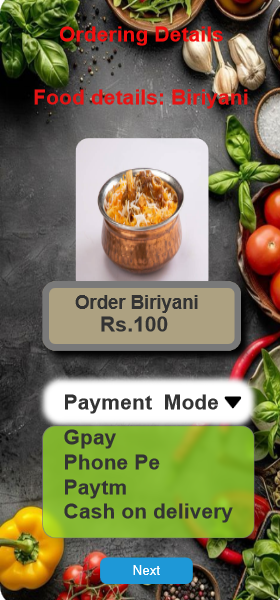 Ordering Details
Food details: Biriyani
Order Biriyani
Rs.100
Payment Mode
Gpay
Phone Pe
Paytm
Cash on delivery
Next